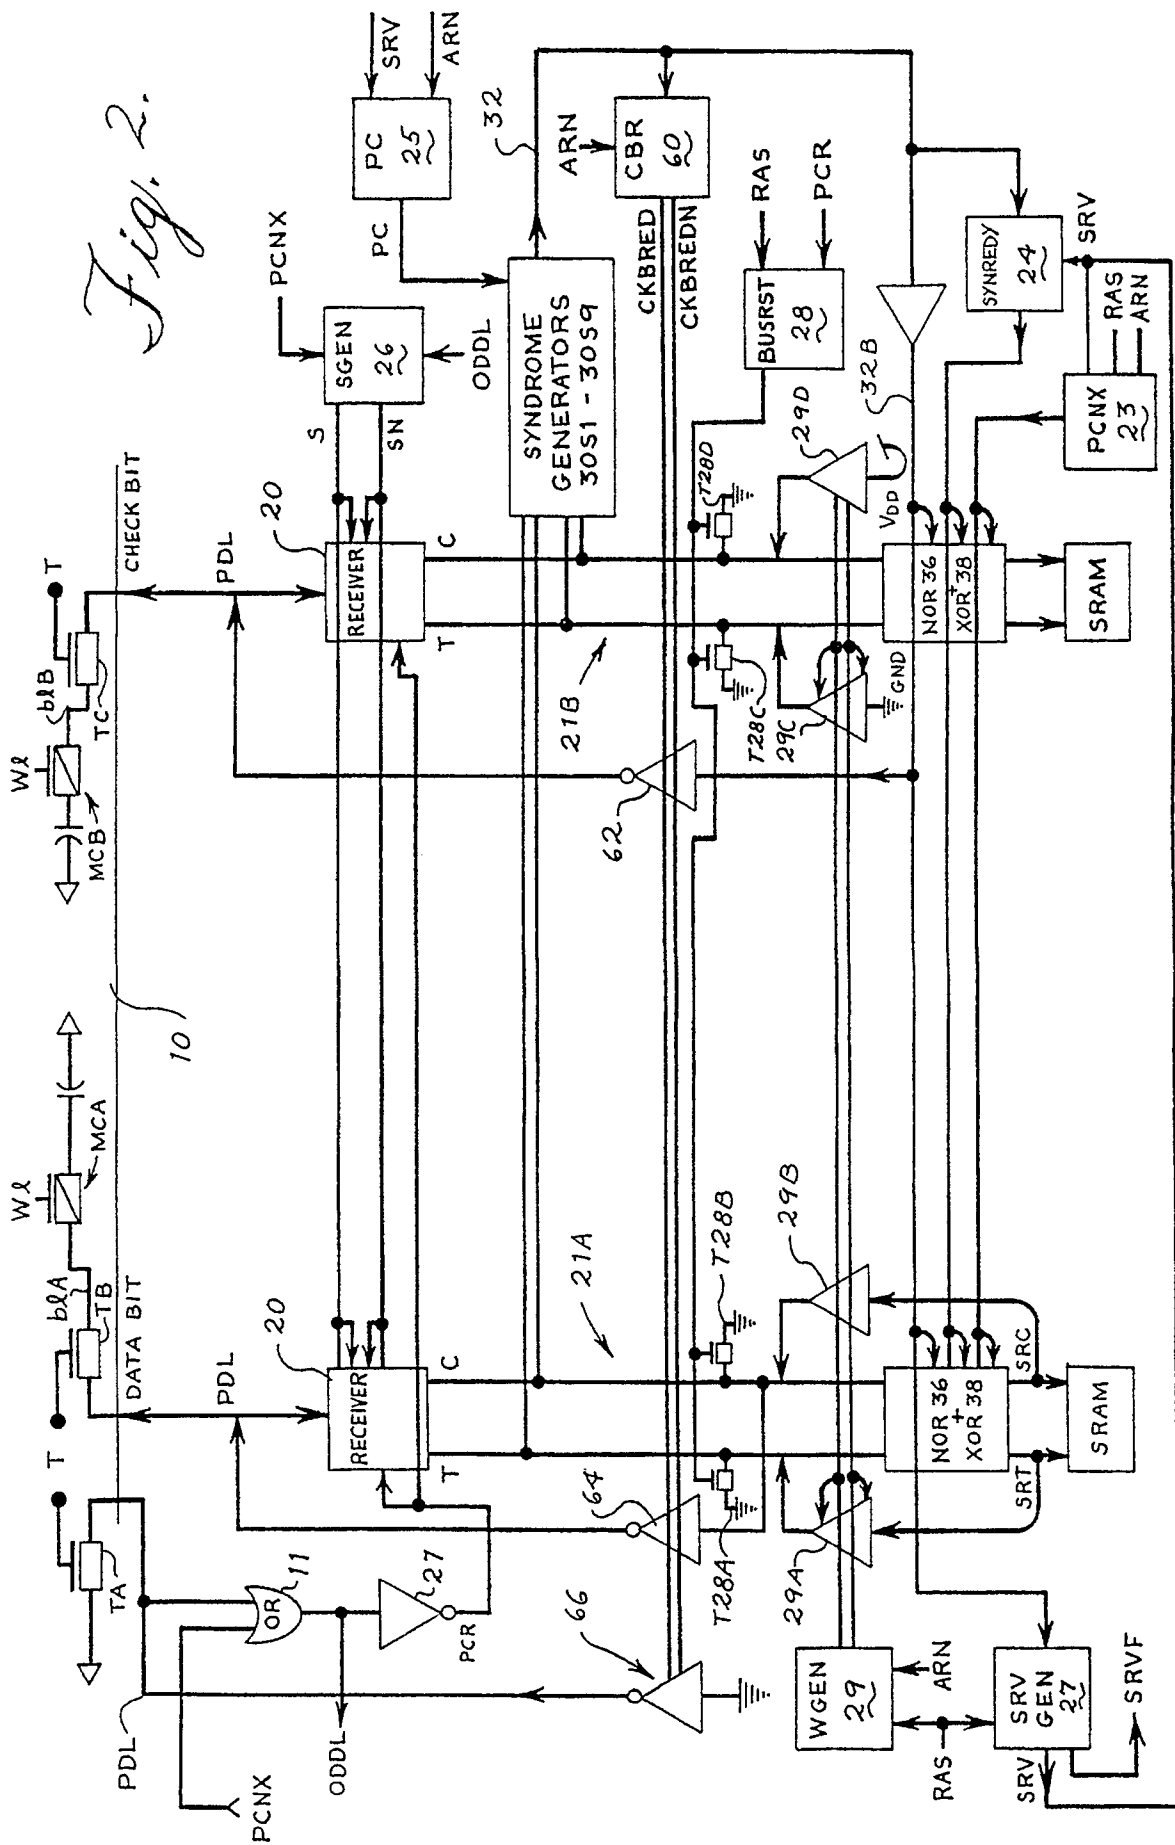 Fig. 2.
PDL
PCNX
TA
T
T
DATA BIT
TB
blA
Wl
MCA
10
Wl
MCB
blB
TC
T
CHECK BIT
OR
11
27
PCR
ODDL
PDL
RECEIVER
20
T
C
PDL
RECEIVER
20
T
C
S
SN
SGEN
26
PCNX
ODDL
PC
25
SRV
ARN
PC
SYNDROME
GENERATORS
30S1 - 30S9
32
CBR
60
ARN
CKBRED
CKBREDN
BUSRST
28
RAS
PCR
66
64
62
21A
21B
T28A
T28B
T28C
T28D
WGEN
29
ARN
RAS
29A
29B
29C
29D
GND
VDD
32B
NOR 36
+
XOR 38
NOR 36
+
XOR 38
SYNREDY
24
SRV
PCNX
23
RAS
ARN
SRT
SRC
SRAM
SRAM
SRV
GEN
27
SRV
SRVF